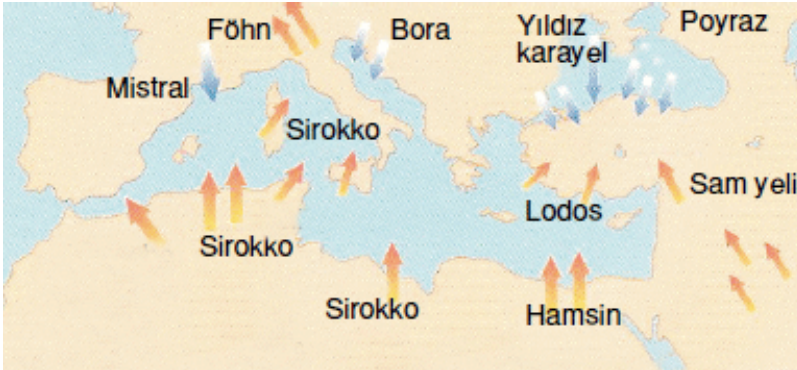 Föhn
Bora
Yıldız
karayel
Poyraz
Mistral
Sirokko
Sam yeli
Lodos
Sirokko
Sirokko
Hamsin